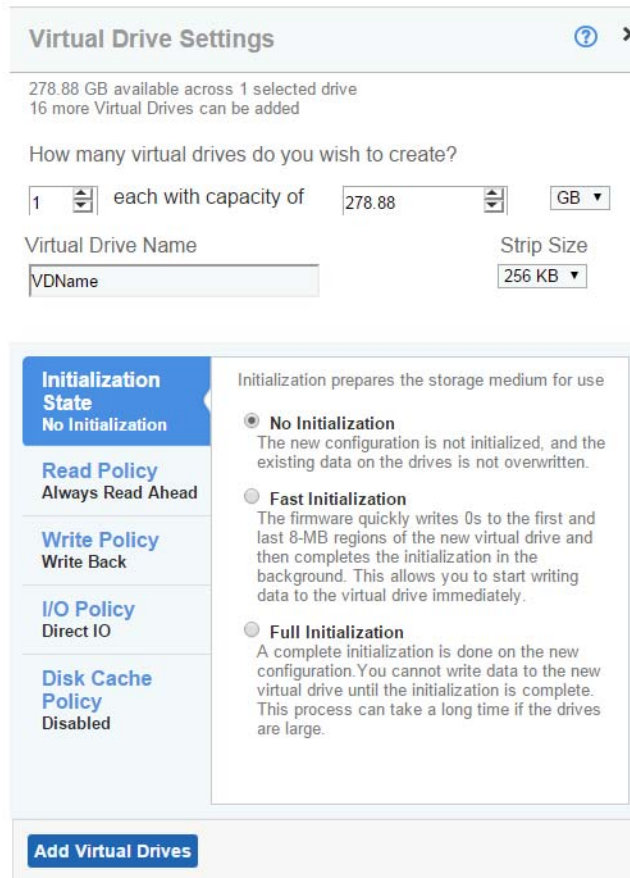 Virtual Drive Settings
?
278.88 GB available across 1 selected drive
16 more Virtual Drives can be added
How many virtual drives do you wish to create?
1 each with capacity of 278.88 GB
Virtual Drive Name Strip Size
VDName 256 KB
Initialization
State
No Initialization
Read Policy
Always Read Ahead
Write Policy
Write Back
I/O Policy
Direct IO
Disk Cache
Policy
Disabled
Initialization prepares the storage medium for use
No Initialization
The new configuration is not initialized, and the
existing data on the drives is not overwritten.
Fast Initialization
The firmware quickly writes 0s to the first and
last 8-MB regions of the new virtual drive and
then completes the initialization in the
background. This allows you to start writing
data to the virtual drive immediately.
Full Initialization
A complete initialization is done on the new
configuration.You cannot write data to the new
virtual drive until the initialization is complete.
This process can take a long time if the drives
are large.
Add Virtual Drives